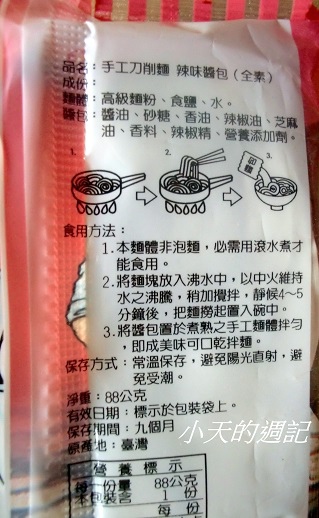 品名：手工刀削麵 辣味醬包（全素）
成份：
麵體：高級麵粉、食鹽、水。
醬包：醬油、砂糖、香油、辣椒油、芝麻
油、香料、辣椒精、營養添加劑。
1. 2. 3.
食用方法：
1.本麵體非泡麵，必需用滾水煮才
能食用。
2.將麵塊放入沸水中，以中火維持
水之沸騰，稍加攪拌，靜候4~5
分鐘後，把麵撈起置入碗中。
3.將醬包置於煮熟之手工麵體拌勻
，即成美味可口乾拌麵。
保存方式：常溫保存，避免陽光直射，避
免受潮。
淨重：88公克
有效日期：標示於包裝袋上。
保存期間：九個月
原產地：臺灣
小天的週記
營養標示
每一份量 88公克
本包裝含 1 份
每 份